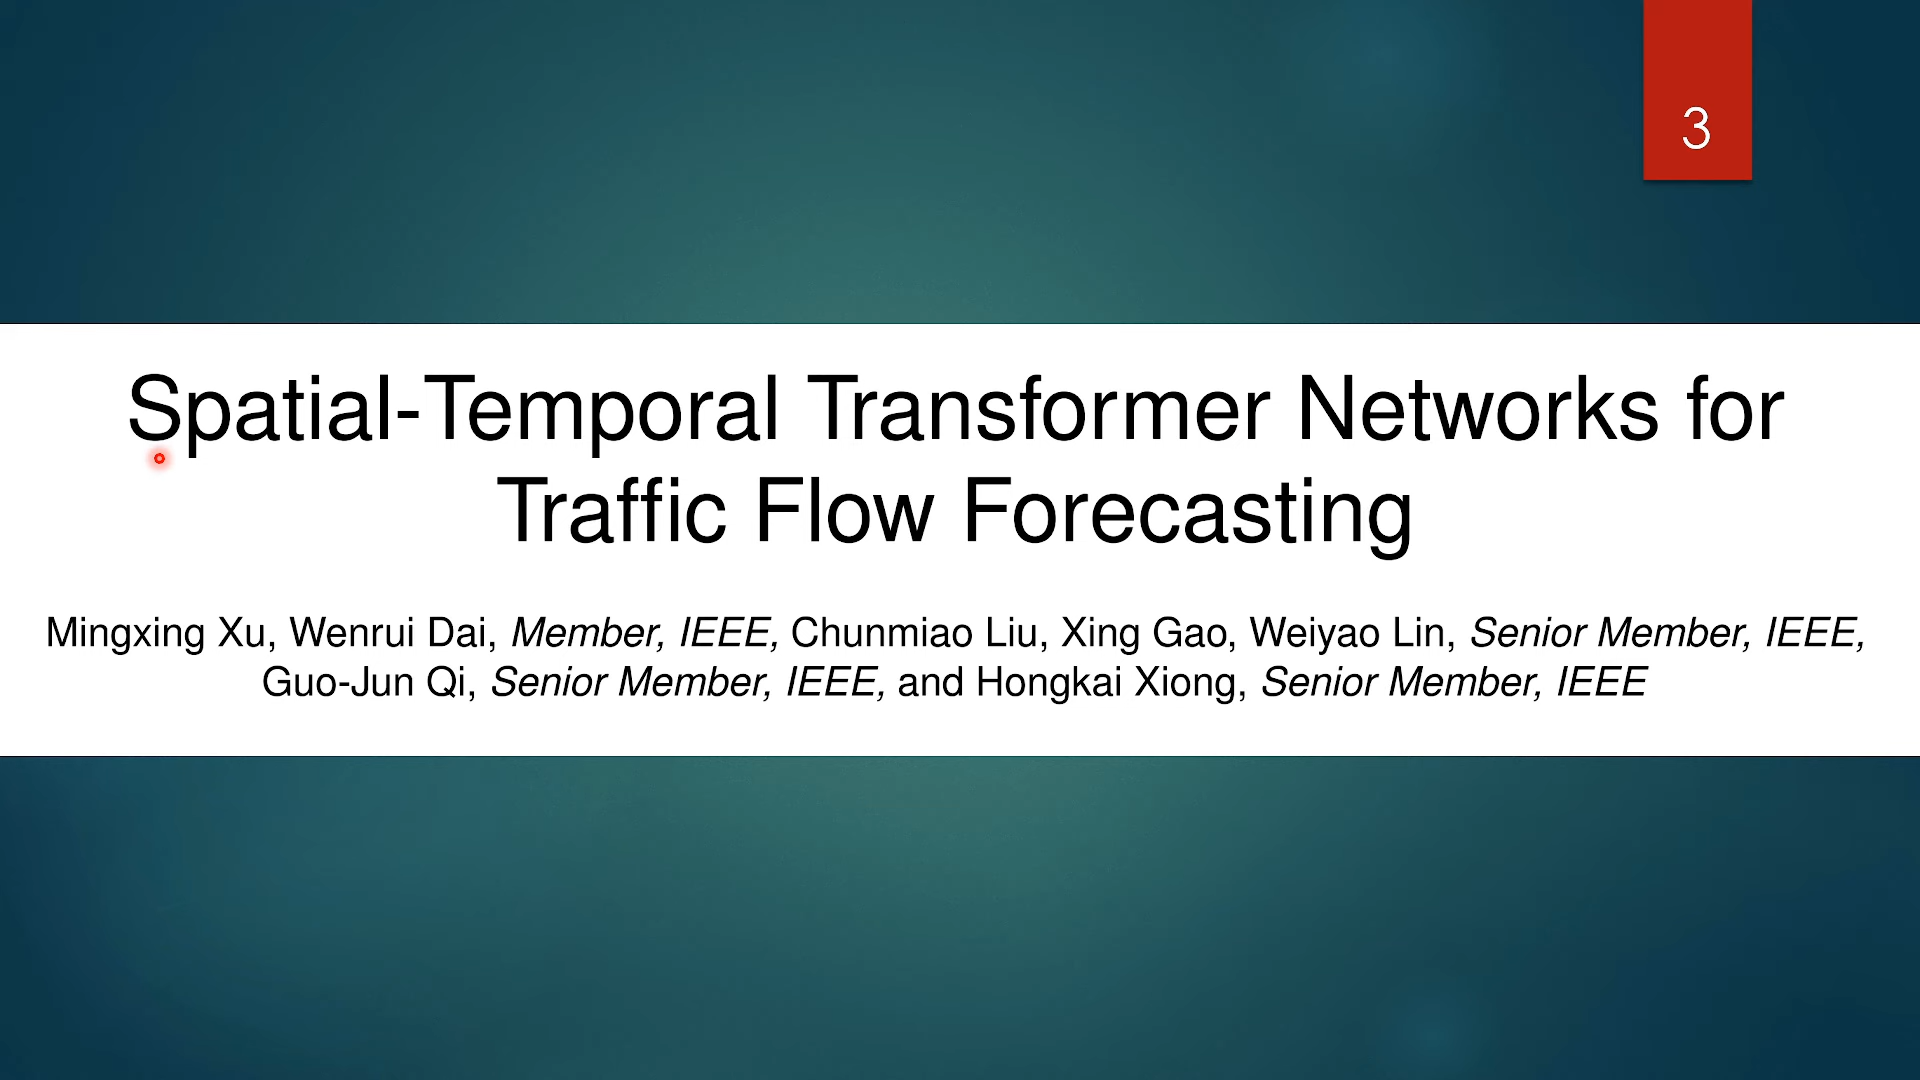 3
Spatial-Temporal Transformer Networks for
Traffic Flow Forecasting
Mingxing Xu, Wenrui Dai, Member, IEEE, Chunmiao Liu, Xing Gao, Weiyao Lin, Senior Member, IEEE,
Guo-Jun Qi, Senior Member, IEEE, and Hongkai Xiong, Senior Member, IEEE